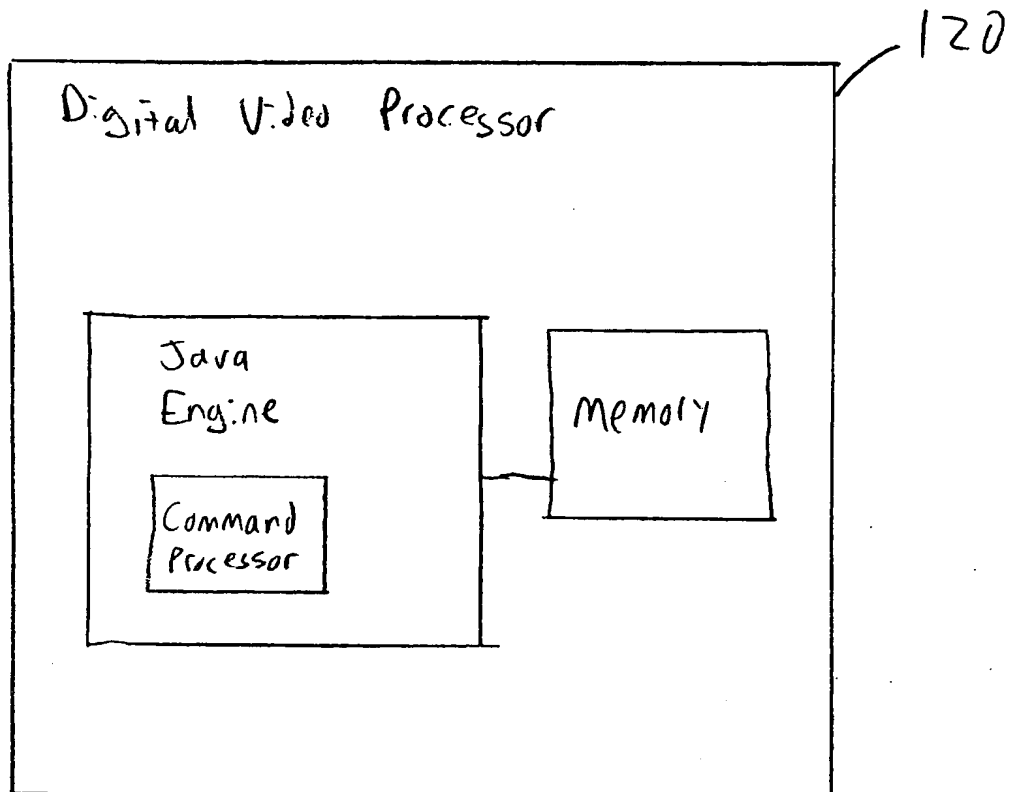 120
Digital Video Processor
Java
Engine
Memory
Command
Processor